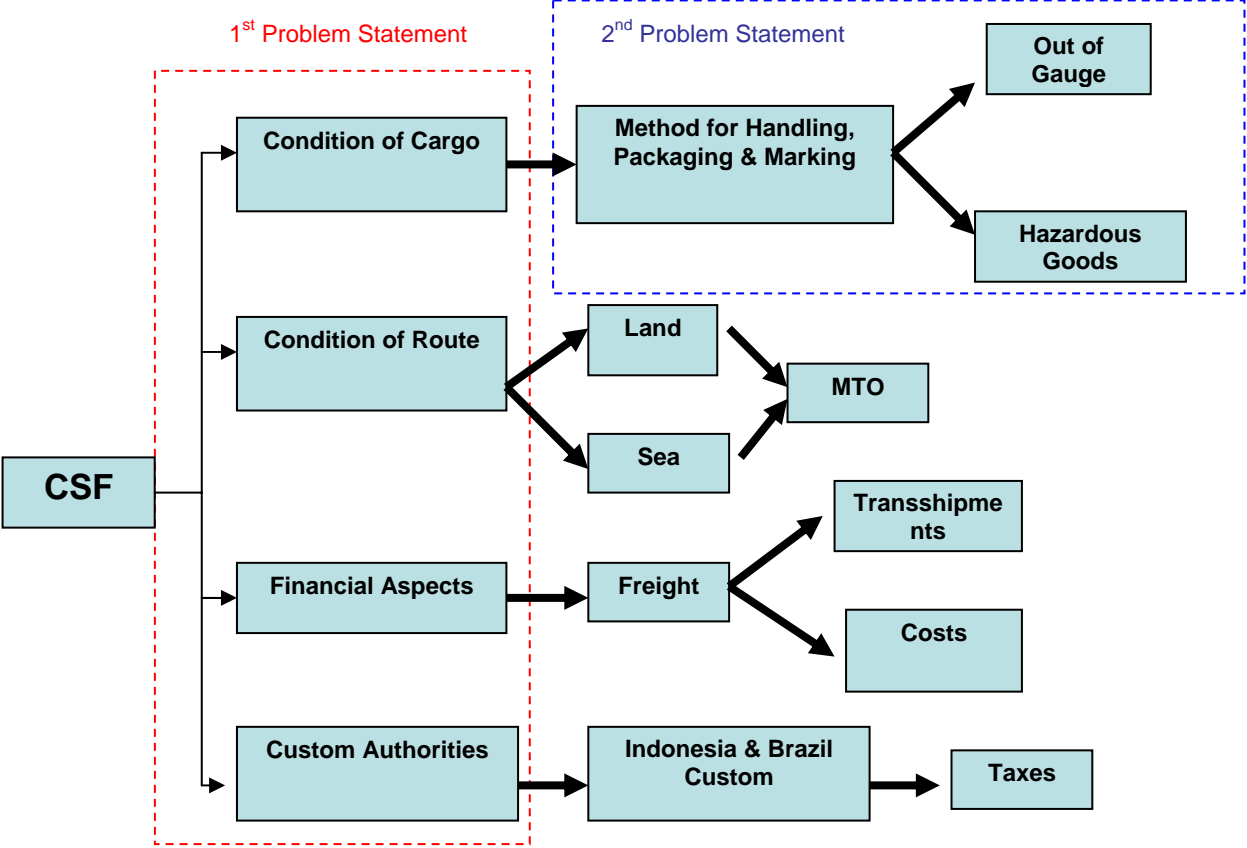 1st Problem Statement
2nd Problem Statement
Out of
Gauge
Condition of Cargo
Method for Handling,
Packaging & Marking
Hazardous
Goods
Condition of Route
Land
MTO
Sea
CSF
Transshipme
nts
Financial Aspects
Freight
Costs
Custom Authorities
Indonesia & Brazil
Custom
Taxes